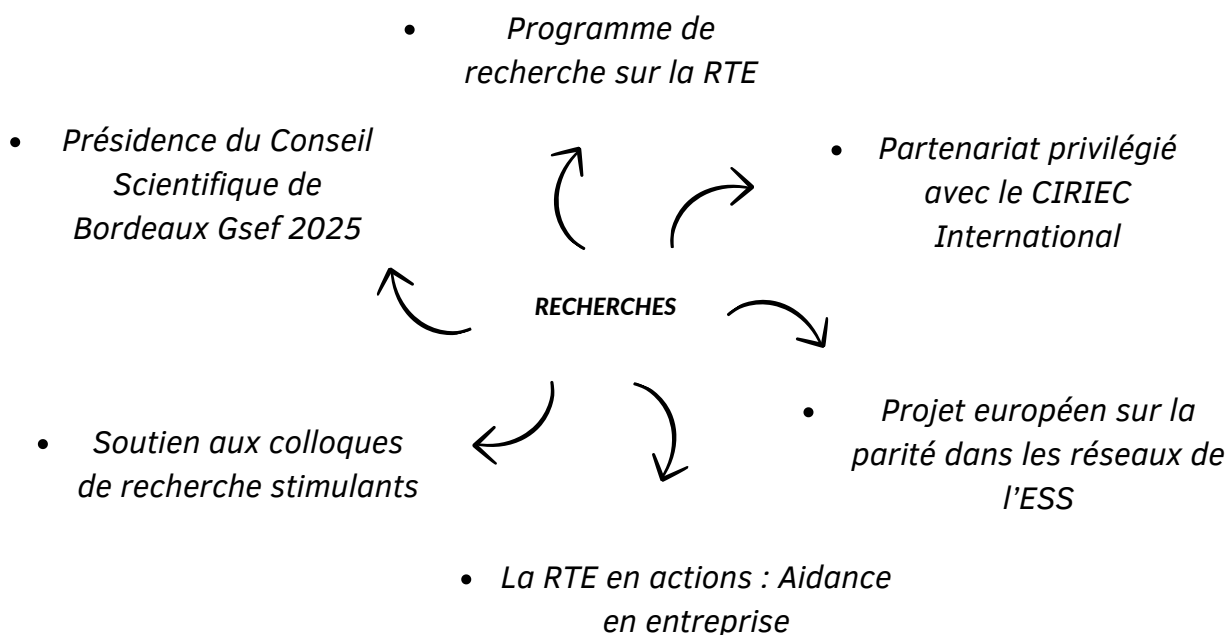 • Programme de
recherche sur la RTE
• Présidence du Conseil
Scientifique de
Bordeaux Gsef 2025
• Partenariat privilégié
avec le CIRIEC
International
RECHERCHES
• Soutien aux colloques
de recherche stimulants
• Projet européen sur la
parité dans les réseaux de
l'ESS
• La RTE en actions : Aidance
en entreprise